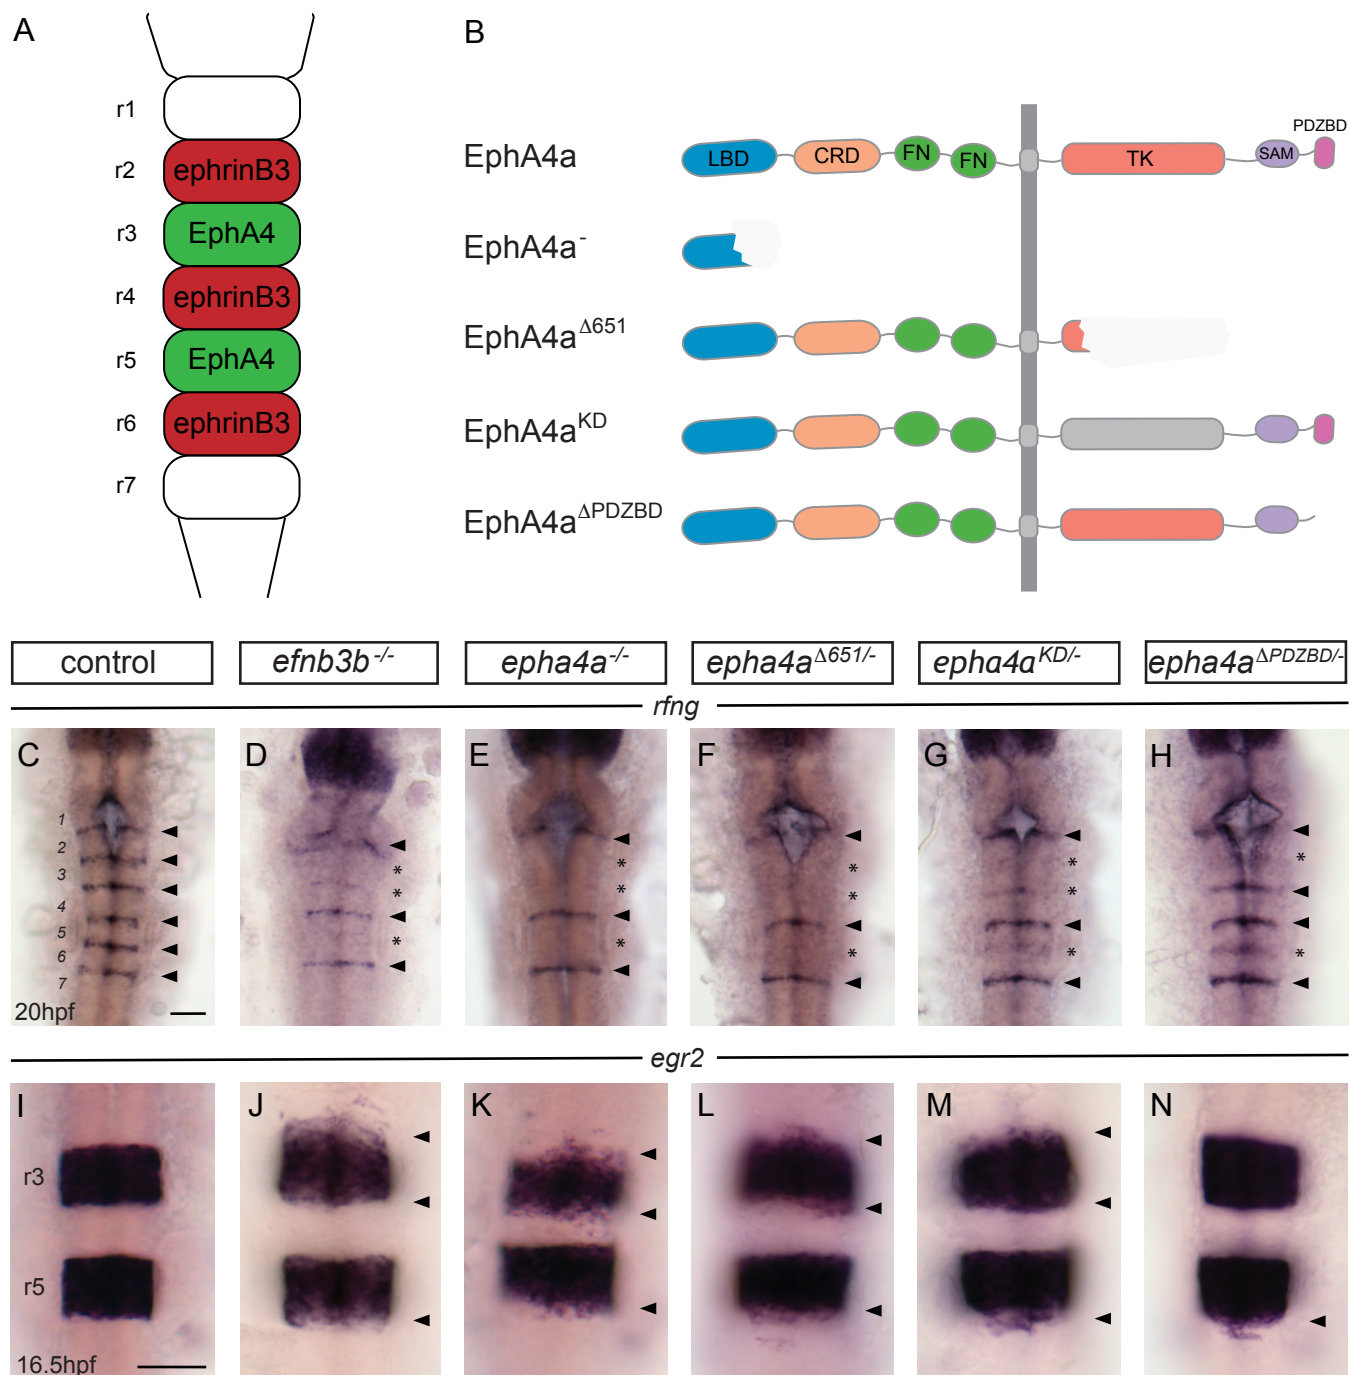 A
r1
r2 ephrinB3
r3 EphA4
r4 ephrinB3
r5 EphA4
r6 ephrinB3
r7
B
PDZBD
EphA4a LBD CRD FN FN TK SAM
EphA4a-
EphA4aΔ651
EphA4aKD
EphA4aΔPDZBD
control efnb3b-/- epha4a-/- epha4aΔ651/- epha4aKD/- epha4aΔPDZBD/-
rfng
C D E F G H
1
2
* * * *
3
* * * *
4
5
* * * * *
6
7
20hpf
egr2
I J K L M N
r3
r5
16.5hpf